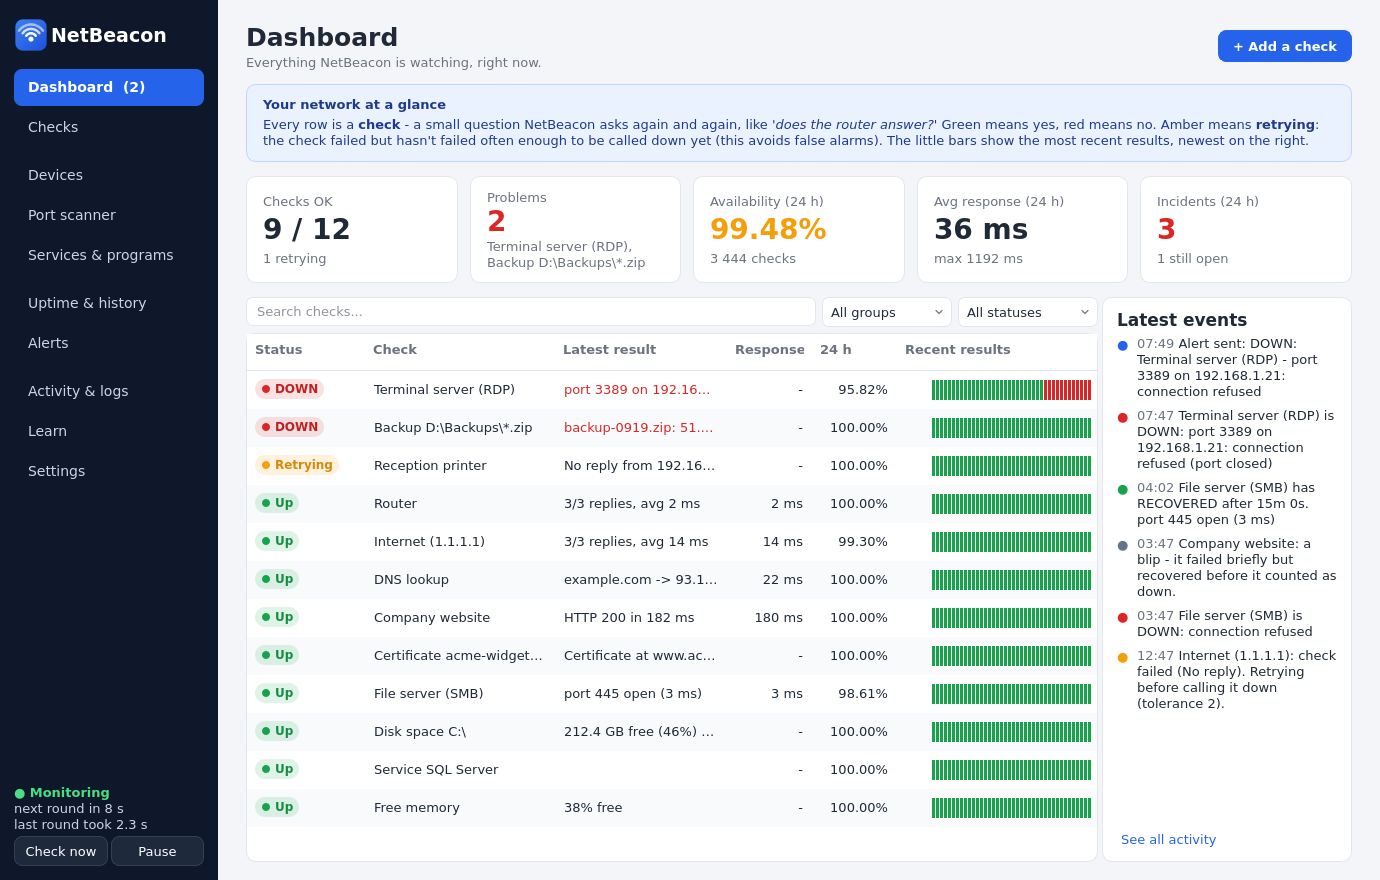 NetBeacon
Dashboard (2)
Checks
Devices
Port scanner
Services & programs
Uptime & history
Alerts
Activity & logs
Learn
Settings
● Monitoring
next round in 8 s
last round took 2.3 s
Check now
Pause
Dashboard
Everything NetBeacon is watching, right now.
+ Add a check
Your network at a glance
Every row is a check - a small question NetBeacon asks again and again, like 'does the router answer?' Green means yes, red means no. Amber means retrying:
the check failed but hasn't failed often enough to be called down yet (this avoids false alarms). The little bars show the most recent results, newest on the right.
Checks OK
9 / 12
1 retrying
Problems
2
Terminal server (RDP),
Backup D:\Backups\*.zip
Availability (24 h)
99.48%
3 444 checks
Avg response (24 h)
36 ms
max 1192 ms
Incidents (24 h)
3
1 still open
Search checks...
All groups
All statuses
Status Check Latest result Response 24 h Recent results
DOWN Terminal server (RDP) port 3389 on 192.16... - 95.82%
DOWN Backup D:\Backups\*.zip backup-0919.zip: 51.... - 100.00%
Retrying Reception printer No reply from 192.16... - 100.00%
Up Router 3/3 replies, avg 2 ms 2 ms 100.00%
Up Internet (1.1.1.1) 3/3 replies, avg 14 ms 14 ms 99.30%
Up DNS lookup example.com -> 93.1... 22 ms 100.00%
Up Company website HTTP 200 in 182 ms 180 ms 100.00%
Up Certificate acme-widget... Certificate at www.ac... - 100.00%
Up File server (SMB) port 445 open (3 ms) 3 ms 98.61%
Up Disk space C:\ 212.4 GB free (46%) ... - 100.00%
Up Service SQL Server - 100.00%
Up Free memory 38% free - 100.00%
Latest events
07:49 Alert sent: DOWN:
Terminal server (RDP) - port
3389 on 192.168.1.21:
connection refused
07:47 Terminal server (RDP) is
DOWN: port 3389 on
192.168.1.21: connection
refused (port closed)
04:02 File server (SMB) has
RECOVERED after 15m 0s.
port 445 open (3 ms)
03:47 Company website: a
blip - it failed briefly but
recovered before it counted as
down.
03:47 File server (SMB) is
DOWN: connection refused
12:47 Internet (1.1.1.1): check
failed (No reply). Retrying
before calling it down
(tolerance 2).
See all activity